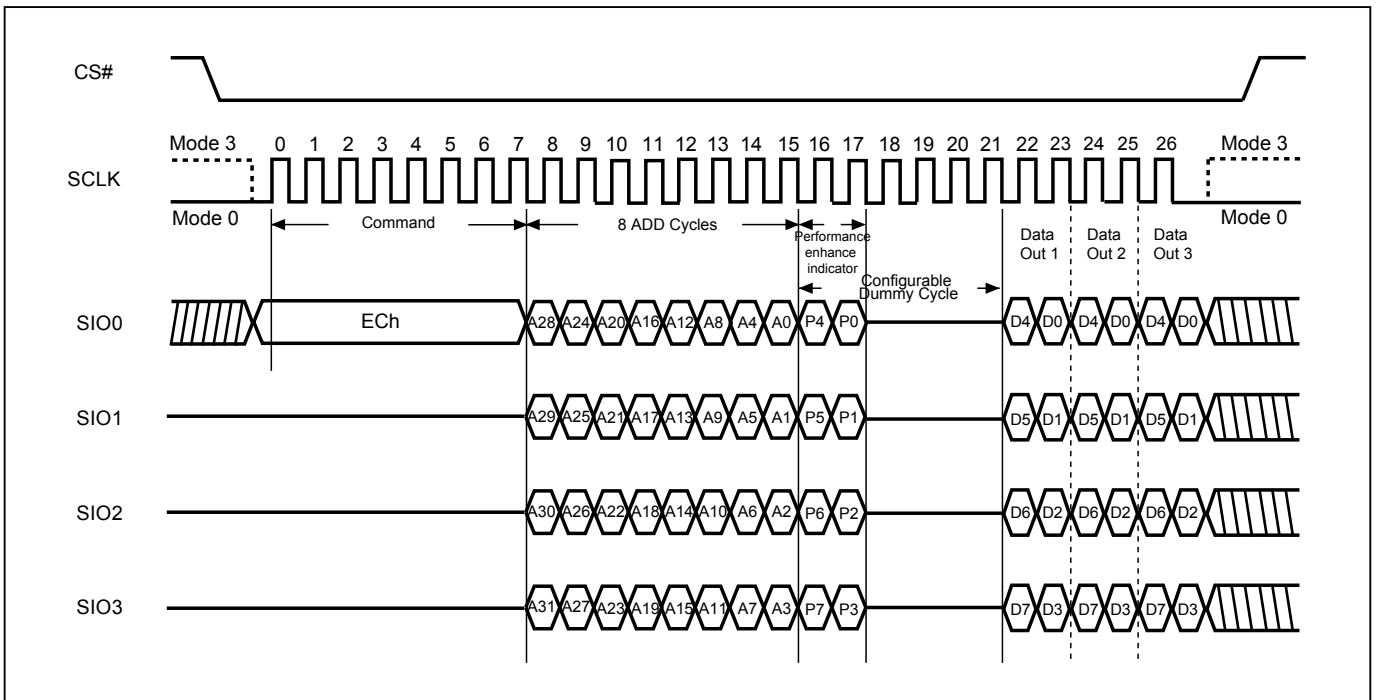 CS#
Mode 3
0 1 2 3 4 5 6 7 8 9 10 11 12 13 14 15 16 17 18 19 20 21 22 23 24 25 26
Mode 3
SCLK
Mode 0
Mode 0
Command
8 ADD Cycles
Performance
enhance
indicator
Data
Out 1
Data
Out 2
Data
Out 3
Configurable
Dummy Cycle
SIO0
ECh
A28 A24 A20 A16 A12 A8 A4 A0 P4 P0
D4 D0 D4 D0 D4 D0
SIO1
A29 A25 A21 A17 A13 A9 A5 A1 P5 P1
D5 D1 D5 D1 D5 D1
SIO2
A30 A26 A22 A18 A14 A10 A6 A2 P6 P2
D6 D2 D6 D2 D6 D2
SIO3
A31 A27 A23 A19 A15 A11 A7 A3 P7 P3
D7 D3 D7 D3 D7 D3